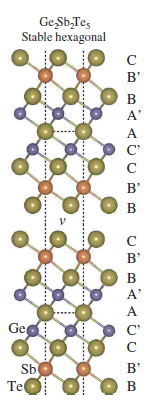 Ge₂Sb₂Te₅
Stable hexagonal
C
B'
B
A'
A
C'
C
B'
B
v
C
B'
B
A'
A
Ge C'
C
Sb B'
Te B